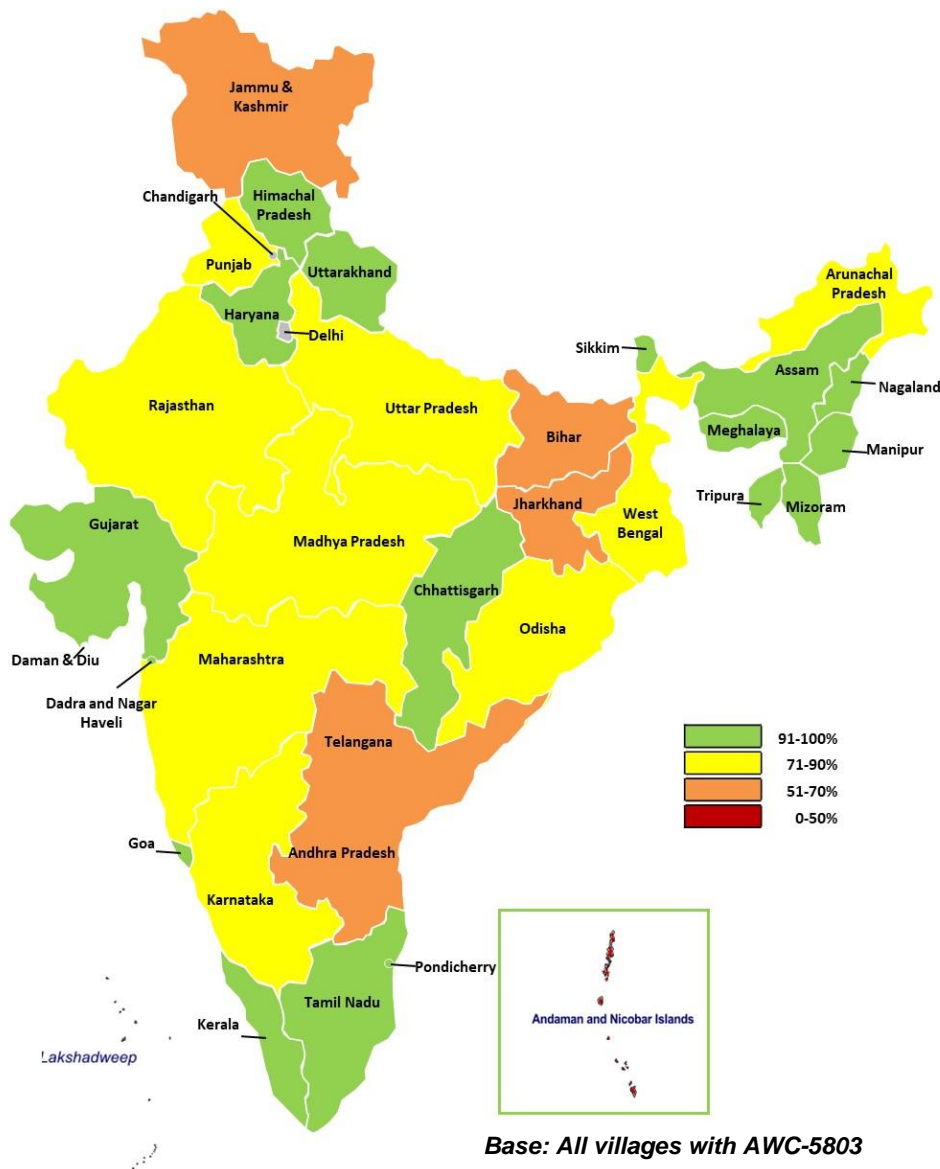 Jammu &
Kashmir
Chandigarh
Himachal
Pradesh
Punjab
Uttarakhand
Haryana
Delhi
Arunachal
Pradesh
Sikkim
Assam
Nagaland
Rajasthan
Uttar Pradesh
Bihar
Meghalaya
Manipur
Jharkhand
Tripura
Mizoram
Gujarat
West
Bengal
Madhya Pradesh
Chhattisgarh
Odisha
Daman & Diu
Maharashtra
Dadra and Nagar
Haveli
Telangana
91-100%
71-90%
51-70%
0-50%
Goa
Andhra Pradesh
Karnataka
Pondicherry
Tamil Nadu
Kerala
Andaman and Nicobar Islands
Lakshadweep
Base: All villages with AWC-5803